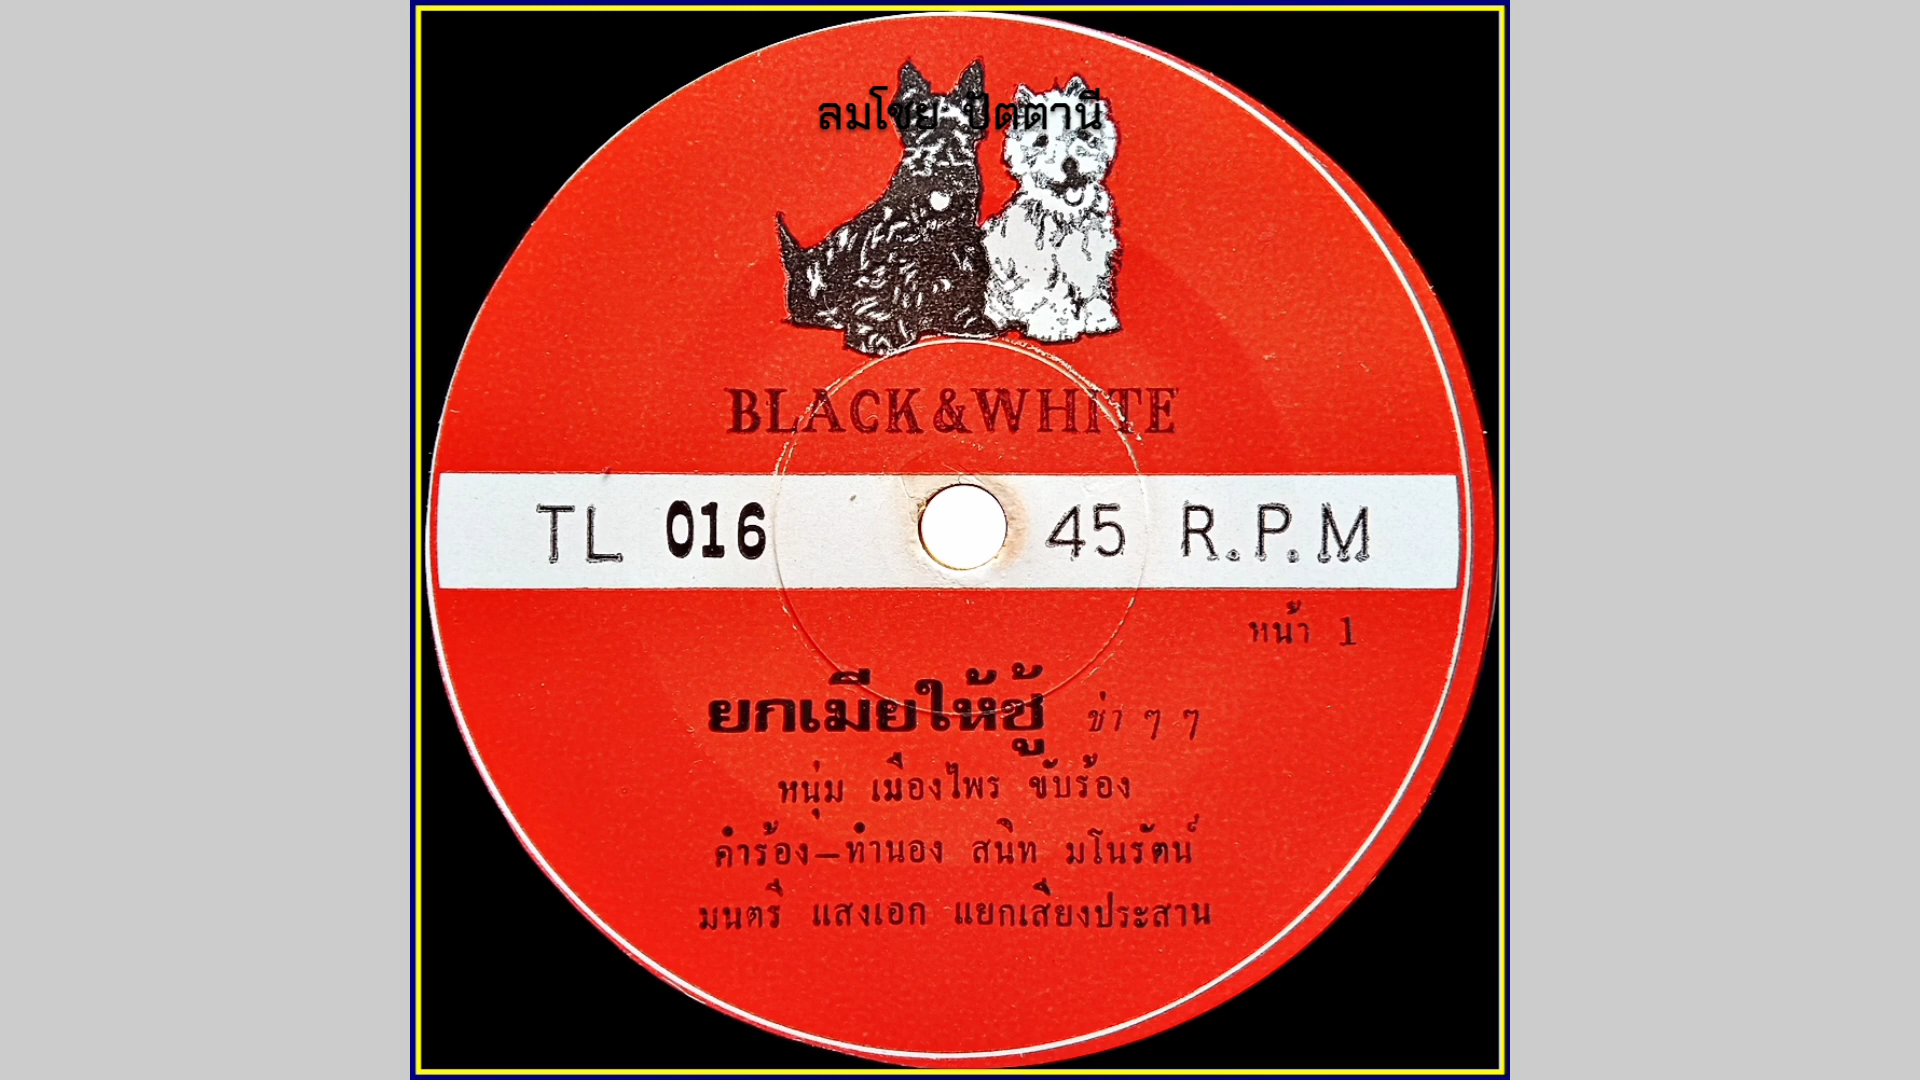 ลมโชย ปัตตานี
BLACK & WHITE
TL 016 45 R.P.M
หน้า 1
ยกเมียให้ชู้ ช่า ๆ ๆ
หนุ่ม เมืองไพร ขับร้อง
คำร้อง–ทำนอง สนิท มโนรัตน์
มนตรี แสงเอก แยกเสียงประสาน